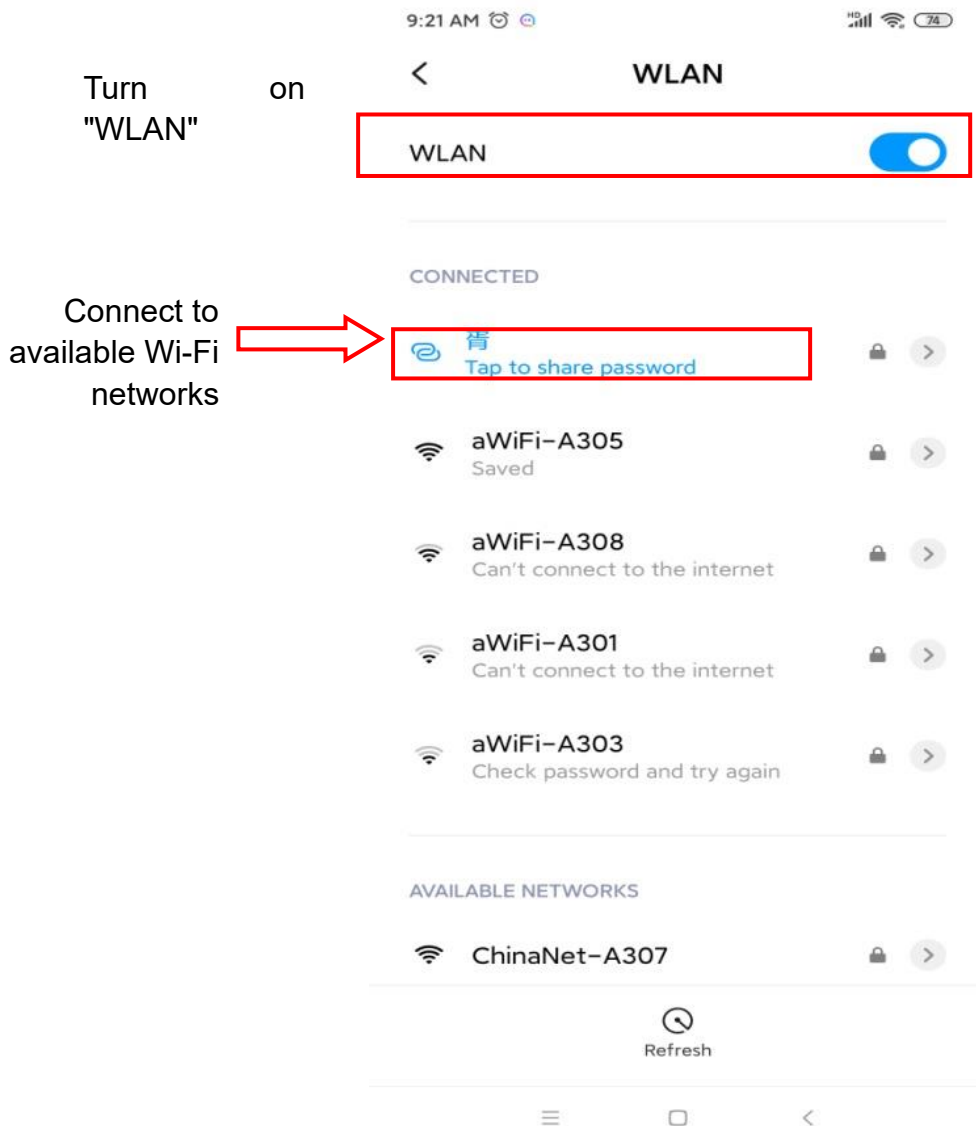 9:21 AM
HD
74
WLAN
Turn on
"WLAN"
WLAN
CONNECTED
Connect to
available Wi-Fi
networks
肯
Tap to share password
aWiFi-A305
Saved
aWiFi-A308
Can't connect to the internet
aWiFi-A301
Can't connect to the internet
aWiFi-A303
Check password and try again
AVAILABLE NETWORKS
ChinaNet-A307
Refresh